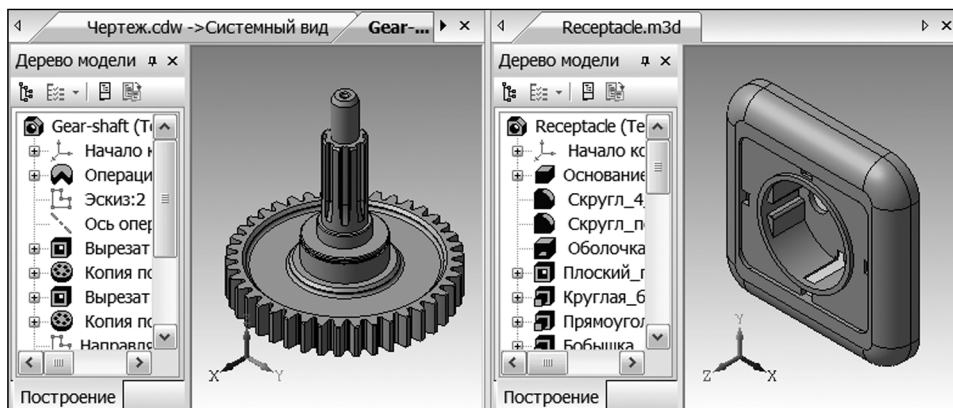 Чертеж.cdw ->Системный вид
Gear-...
Дерево модели
Gear-shaft (Те
Начало к
Операци
Эскиз:2
Ось опер
Вырезат
Копия по
Вырезат
Копия по
Направля
Построение
X
Y
Receptacle.m3d
Дерево модели
Receptacle (Те
Начало ко
Основание
Скругл_4
Скругл_п
Оболочка
Плоский_п
Круглая_б
Прямоугол
Бобышка
Построение
Y
Z
X